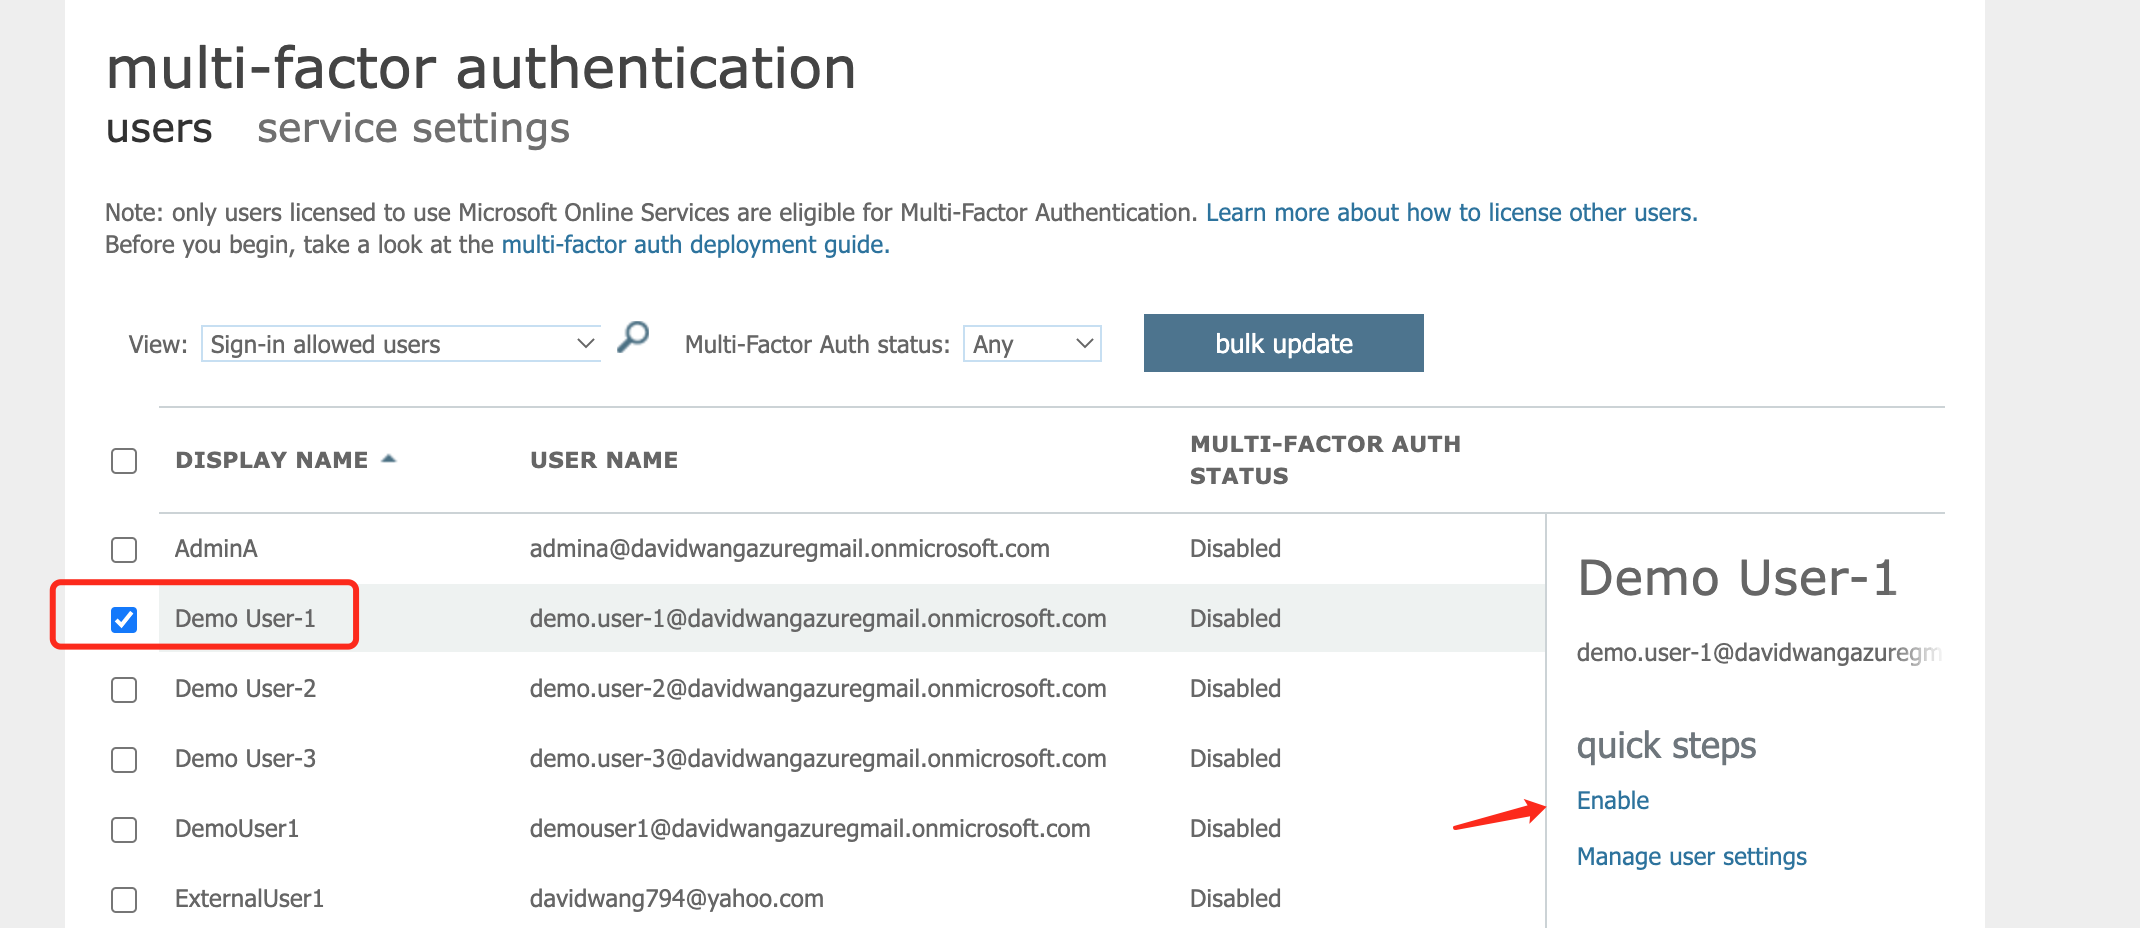 multi-factor authentication
users service settings
Note: only users licensed to use Microsoft Online Services are eligible for Multi-Factor Authentication. Learn more about how to license other users.
Before you begin, take a look at the multi-factor auth deployment guide.
View: Sign-in allowed users Multi-Factor Auth status: Any bulk update
DISPLAY NAME USER NAME MULTI-FACTOR AUTH STATUS
AdminA admina@davidwangazuregmail.onmicrosoft.com Disabled
Demo User-1 demo.user-1@davidwangazuregmail.onmicrosoft.com Disabled
Demo User-2 demo.user-2@davidwangazuregmail.onmicrosoft.com Disabled
Demo User-3 demo.user-3@davidwangazuregmail.onmicrosoft.com Disabled
DemoUser1 demouser1@davidwangazuregmail.onmicrosoft.com Disabled
ExternalUser1 davidwang794@yahoo.com Disabled
Demo User-1
demo.user-1@davidwangazuregm
quick steps
Enable
Manage user settings